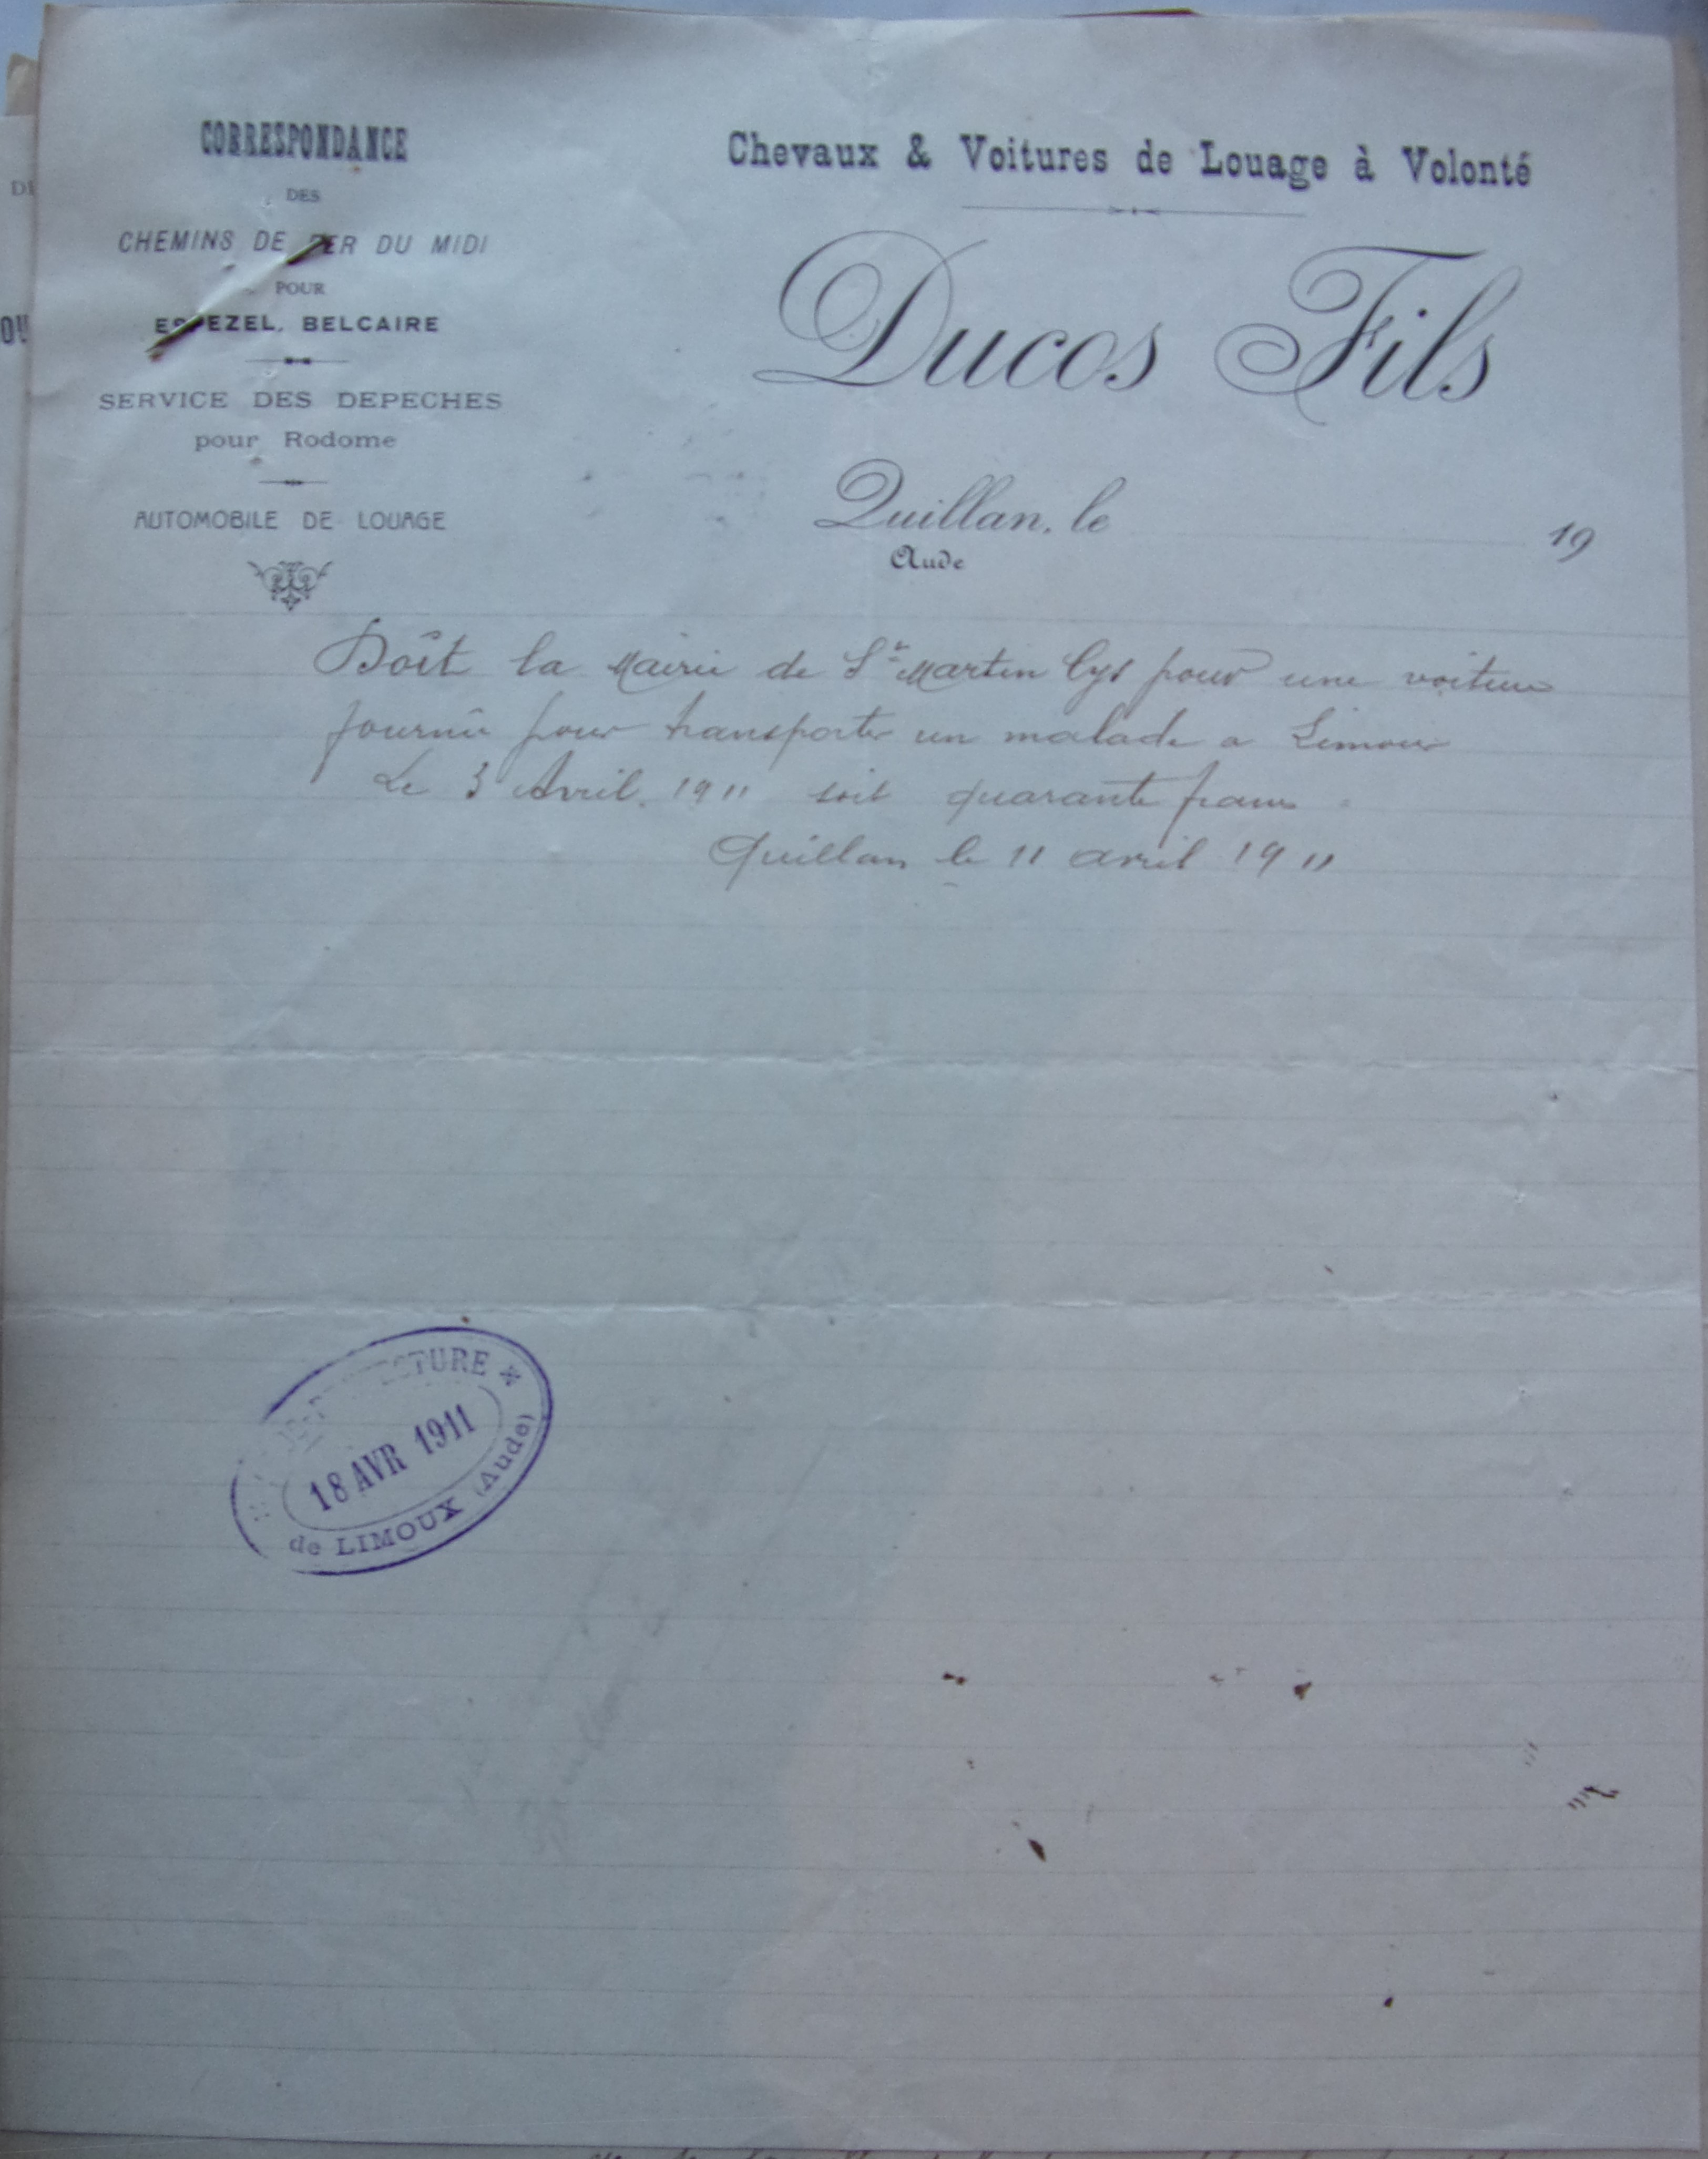 CORRESPONDANCE
DES
CHEMINS DE FER DU MIDI
POUR
ESPEZEL, BELCAIRE
SERVICE DES DEPECHES
pour Rodome
AUTOMOBILE DE LOUAGE
Chevaux & Voitures de Louage à Volonté
Ducos Fils
Quillan, le 19
Aude
Doit la Mairie de St Martin Lys pour une voiture
fournie pour transporter un malade a Limoux
Le 3 Avril 1911 soit quarante francs
Quillan le 11 avril 1911
18 AVR 1911
de LIMOUX (Aude)